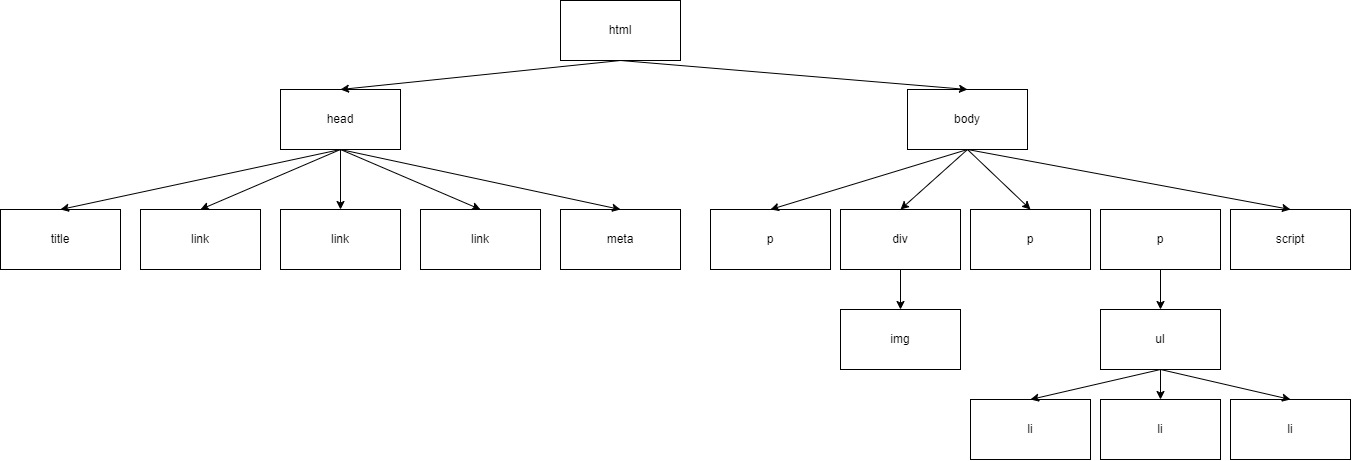 html
head
body
title
link
link
link
meta
p
div
p
p
script
img
ul
li
li
li